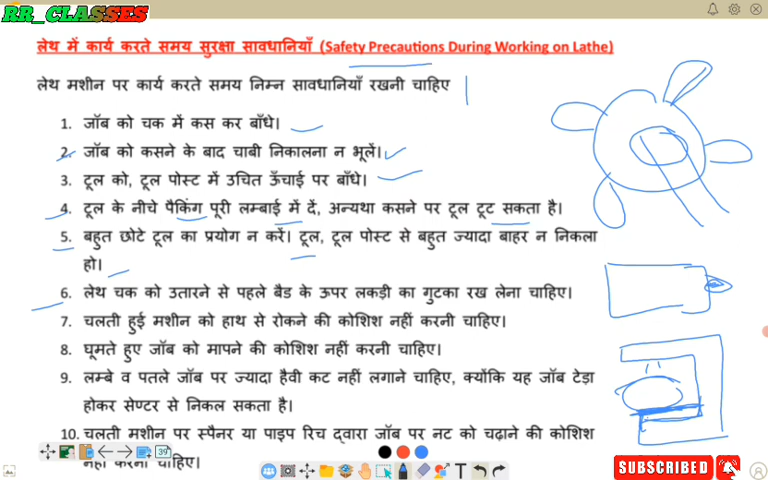 RR_CLASSES
लेथ में कार्य करते समय सुरक्षा सावधानियाँ (Safety Precautions During Working on Lathe)
लेथ मशीन पर कार्य करते समय निम्न सावधानियाँ रखनी चाहिए
1. जॉब को चक में कस कर बाँधे।
2. जॉब को कसने के बाद चाबी निकालना न भूलें।
3. टूल को, टूल पोस्ट में उचित ऊँचाई पर बाँधे।
4. टूल के नीचे पैकिंग पूरी लम्बाई में दें, अन्यथा कसने पर टूल टूट सकता है।
5. बहुत छोटे टूल का प्रयोग न करें। टूल, टूल पोस्ट से बहुत ज्यादा बाहर न निकला
हो।
6. लेथ चक को उतारने से पहले बैड के ऊपर लकड़ी का गुटका रख लेना चाहिए।
7. चलती हुई मशीन को हाथ से रोकने की कोशिश नहीं करनी चाहिए।
8. घूमते हुए जॉब को मापने की कोशिश नहीं करनी चाहिए।
9. लम्बे व पतले जॉब पर ज्यादा हैवी कट नहीं लगाने चाहिए, क्योंकि यह जॉब टेड़ा
होकर सेण्टर से निकल सकता है।
10. चलती मशीन पर स्पैनर या पाइप रिच द्वारा जॉब पर नट को चढ़ाने की कोशिश
नहीं करनी चाहिए।
39
T
SUBSCRIBED